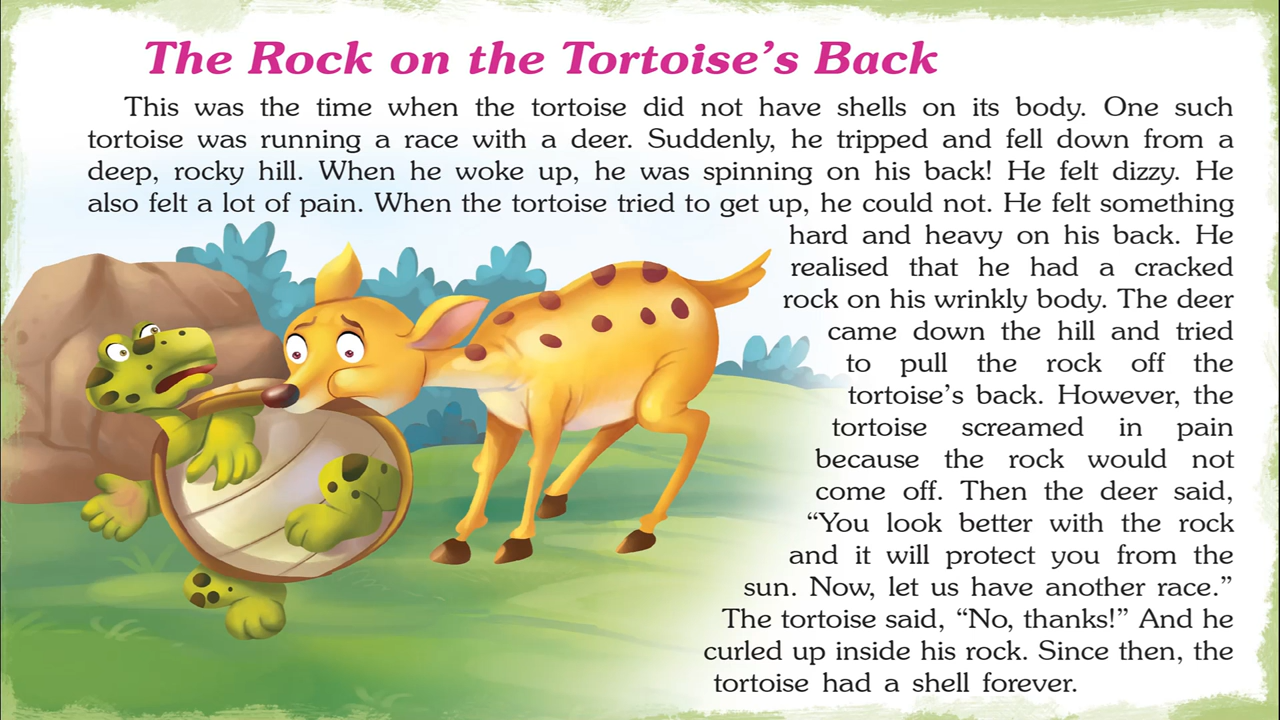 The Rock on the Tortoise’s Back
This was the time when the tortoise did not have shells on its body. One such
tortoise was running a race with a deer. Suddenly, he tripped and fell down from a
deep, rocky hill. When he woke up, he was spinning on his back! He felt dizzy. He
also felt a lot of pain. When the tortoise tried to get up, he could not. He felt something
hard and heavy on his back. He
realised that he had a cracked
rock on his wrinkly body. The deer
came down the hill and tried
to pull the rock off the
tortoise’s back. However, the
tortoise screamed in pain
because the rock would not
come off. Then the deer said,
“You look better with the rock
and it will protect you from the
sun. Now, let us have another race.”
The tortoise said, “No, thanks!” And he
curled up inside his rock. Since then, the
tortoise had a shell forever.